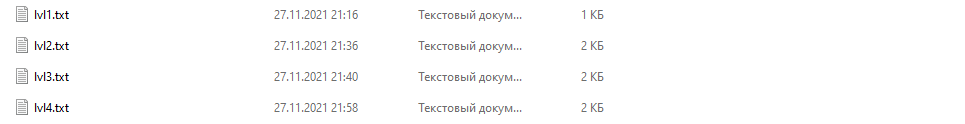 lvl1.txt 27.11.2021 21:16 Текстовый докум... 1 КБ
lvl2.txt 27.11.2021 21:36 Текстовый докум... 2 КБ
lvl3.txt 27.11.2021 21:40 Текстовый докум... 2 КБ
lvl4.txt 27.11.2021 21:58 Текстовый докум... 2 КБ